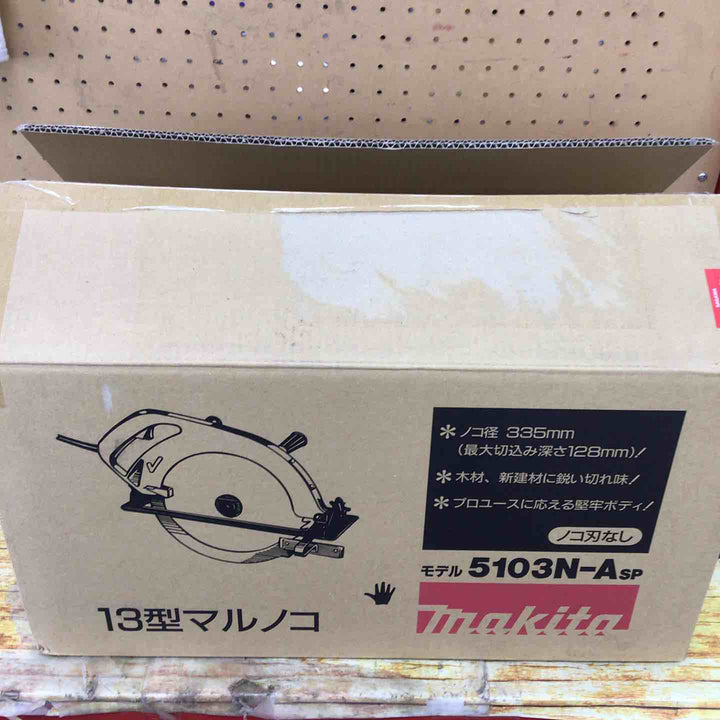 ＊ノコ径 335mm
(最大切込み深さ128mm)!
＊木材、新建材に鋭い切れ味!
＊プロユースに応える堅牢ボディ!
ノコ刃なし
モデル 5103N-ASP
makita
13型マルノコ